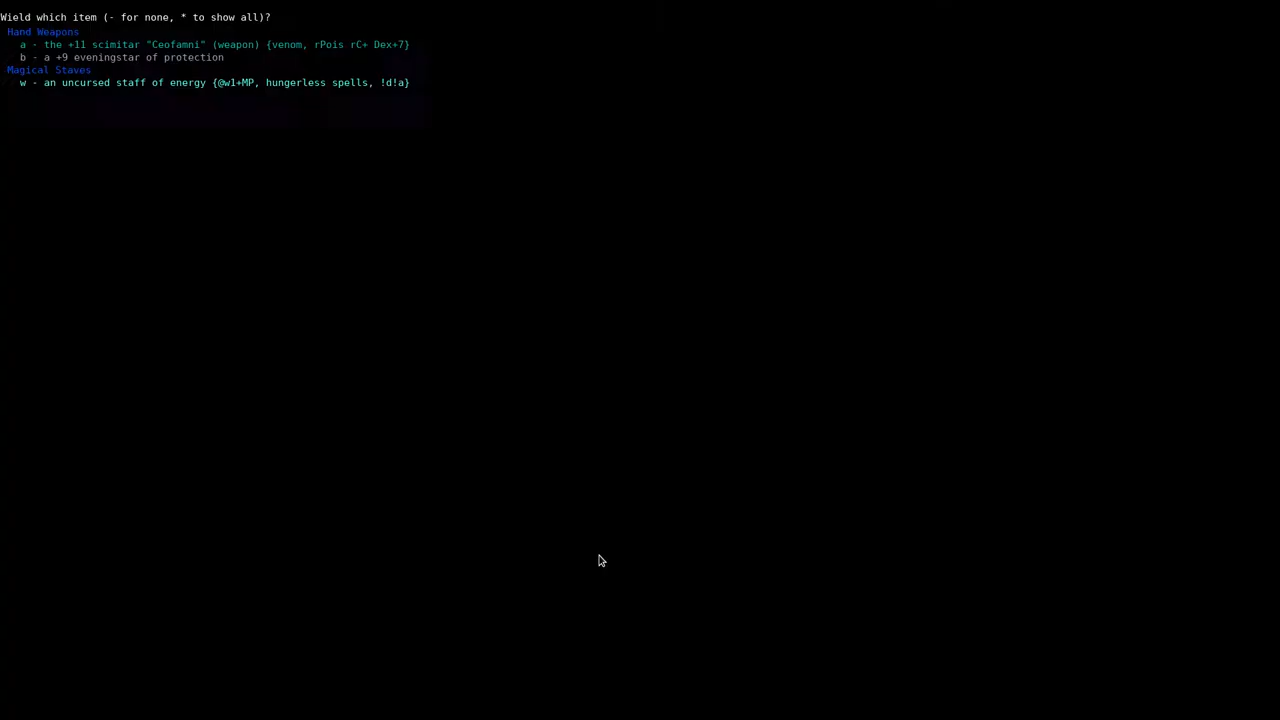 Wield which item (- for none, * to show all)?
Hand Weapons
a - the +11 scimitar "Ceofamni" (weapon) {venom, rPois rC+ Dex+7}
b - a +9 eveningstar of protection
Magical Staves
w - an uncursed staff of energy {@w1+MP, hungerless spells, !d!a}